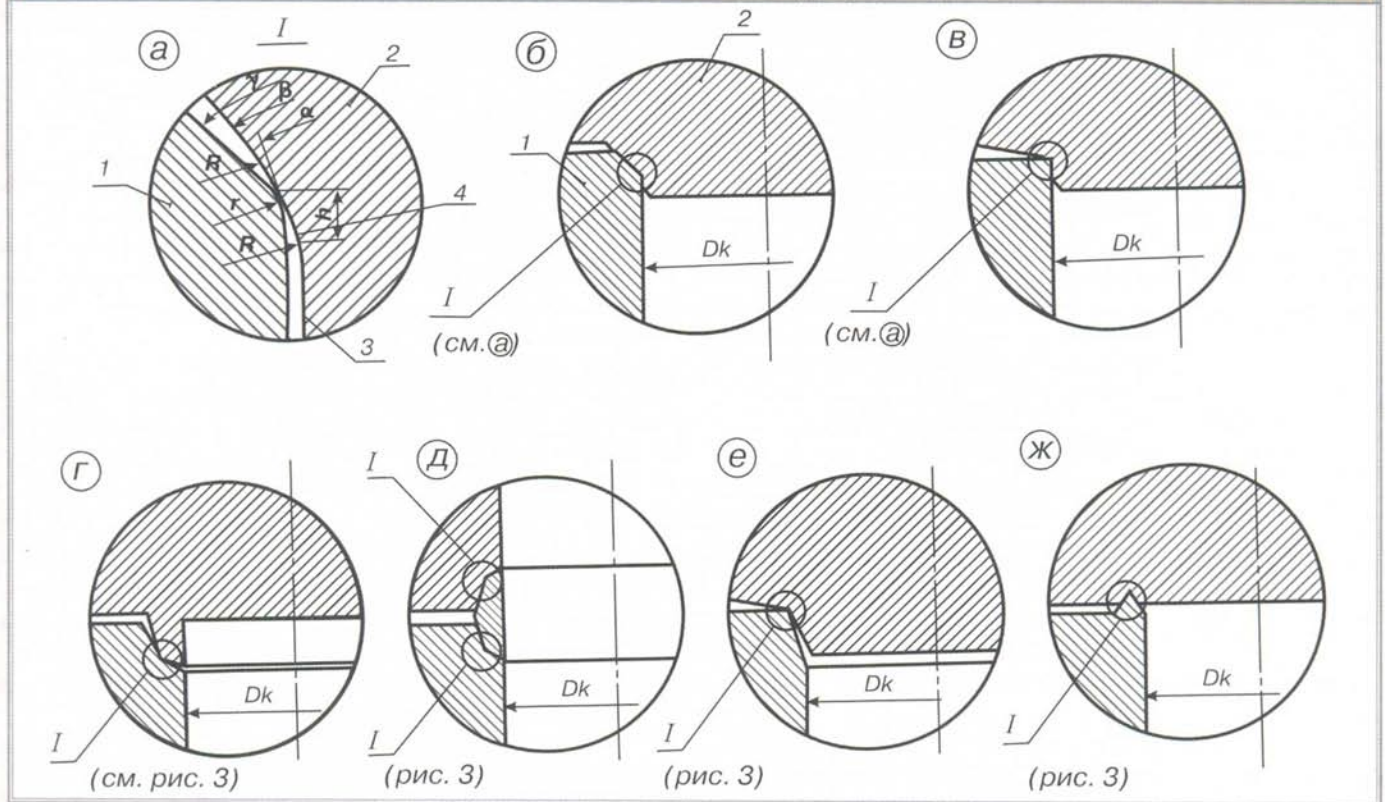 а
I
2
γ
β
α
1
R
r
R
h
4
3
б
2
1
Dk
I
(см.а)
в
Dk
I
(см.а)
г
Dk
I
(см. рис. 3)
д
I
Dk
I
(рис. 3)
е
Dk
I
(рис. 3)
ж
Dk
I
(рис. 3)